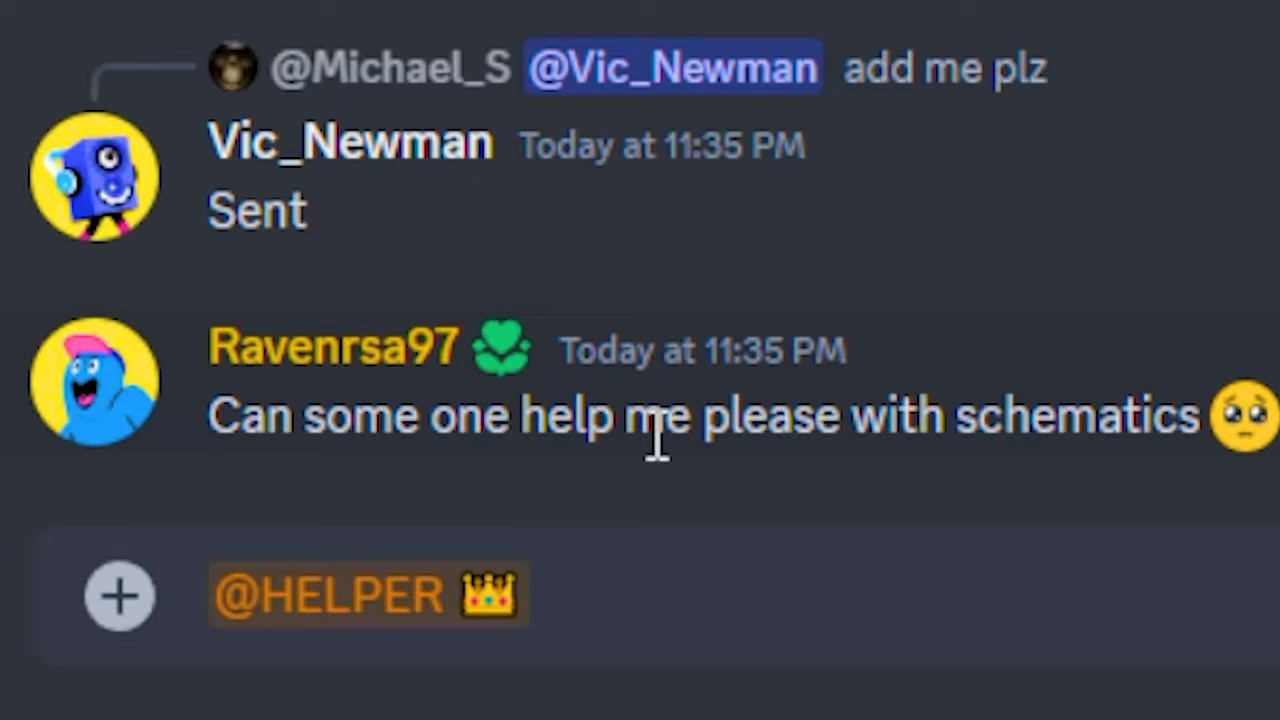 @Michael_S @Vic_Newman add me plz
Vic_Newman Today at 11:35 PM
Sent
Ravenrsa97 Today at 11:35 PM
Can some one help me please with schematics 🥺
@HELPER 👑